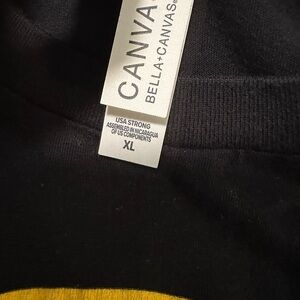 CANVA
BELLA+CANVAS®
USA STRONG
ASSEMBLED IN NICARAGUA
OF US COMPONENTS
XL